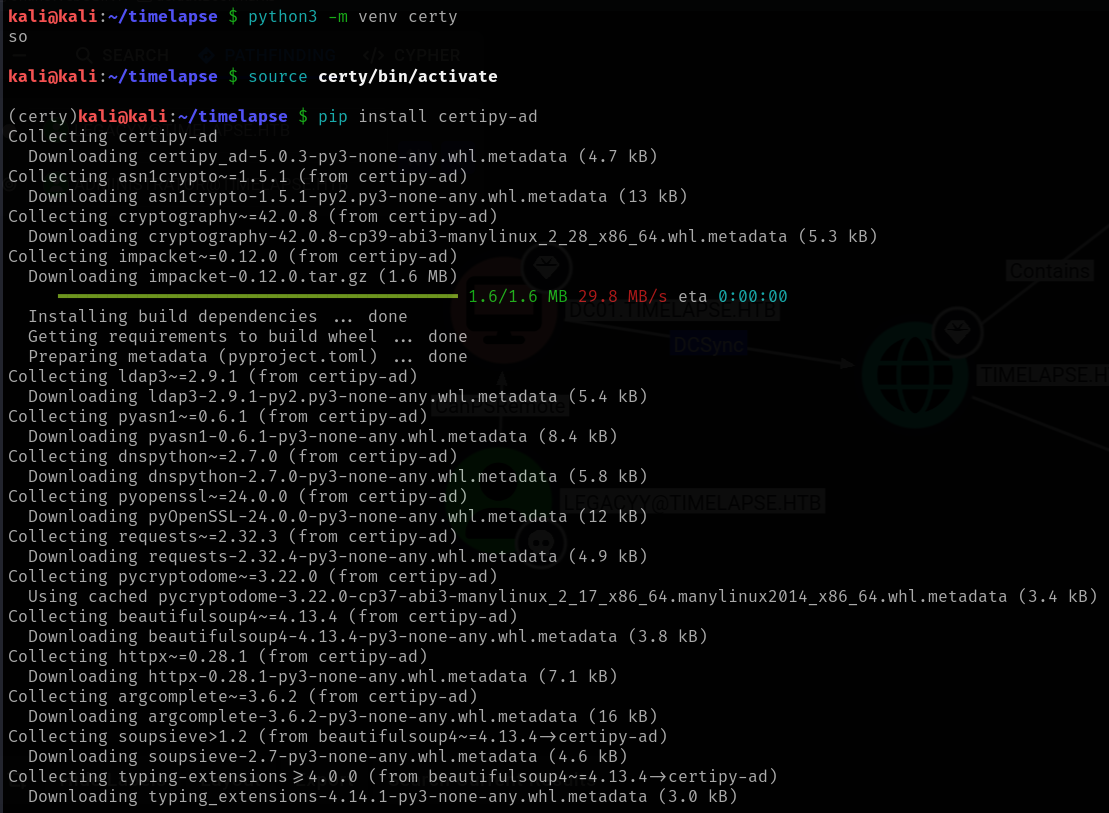 kali@kali:~/timelapse $ python3 -m venv certy
so
SEARCH PATHFINDING </> CYPHER
kali@kali:~/timelapse $ source certy/bin/activate
(certy)kali@kali:~/timelapse $ pip install certipy-ad
Collecting certipy-ad
  Downloading certipy_ad-5.0.3-py3-none-any.whl.metadata (4.7 kB)
Collecting asn1crypto~=1.5.1 (from certipy-ad)
  Downloading asn1crypto-1.5.1-py2.py3-none-any.whl.metadata (13 kB)
Collecting cryptography~=42.0.8 (from certipy-ad)
  Downloading cryptography-42.0.8-cp39-abi3-manylinux_2_28_x86_64.whl.metadata (5.3 kB)
Collecting impacket~=0.12.0 (from certipy-ad)
  Downloading impacket-0.12.0.tar.gz (1.6 MB)
Contains
1.6/1.6 MB 29.8 MB/s eta 0:00:00
DC01.TIMELAPSE.HTB
  Installing build dependencies ... done
  Getting requirements to build wheel ... done
DCSync
  Preparing metadata (pyproject.toml) ... done
Collecting ldap3~=2.9.1 (from certipy-ad)
TIMELAPSE.H
  Downloading ldap3-2.9.1-py2.py3-none-any.whl.metadata (5.4 kB)
CanPSRemote
Collecting pyasn1~=0.6.1 (from certipy-ad)
  Downloading pyasn1-0.6.1-py3-none-any.whl.metadata (8.4 kB)
Collecting dnspython~=2.7.0 (from certipy-ad)
  Downloading dnspython-2.7.0-py3-none-any.whl.metadata (5.8 kB)
Collecting pyopenssl~=24.0.0 (from certipy-ad)
LEGACYY@TIMELAPSE.HTB
  Downloading pyOpenSSL-24.0.0-py3-none-any.whl.metadata (12 kB)
Collecting requests~=2.32.3 (from certipy-ad)
  Downloading requests-2.32.4-py3-none-any.whl.metadata (4.9 kB)
Collecting pycryptodome~=3.22.0 (from certipy-ad)
  Using cached pycryptodome-3.22.0-cp37-abi3-manylinux_2_17_x86_64.manylinux2014_x86_64.whl.metadata (3.4 kB)
Collecting beautifulsoup4~=4.13.4 (from certipy-ad)
  Downloading beautifulsoup4-4.13.4-py3-none-any.whl.metadata (3.8 kB)
Collecting httpx~=0.28.1 (from certipy-ad)
  Downloading httpx-0.28.1-py3-none-any.whl.metadata (7.1 kB)
Collecting argcomplete~=3.6.2 (from certipy-ad)
  Downloading argcomplete-3.6.2-py3-none-any.whl.metadata (16 kB)
Collecting soupsieve>1.2 (from beautifulsoup4~=4.13.4->certipy-ad)
  Downloading soupsieve-2.7-py3-none-any.whl.metadata (4.6 kB)
Collecting typing-extensions>=4.0.0 (from beautifulsoup4~=4.13.4->certipy-ad)
  Downloading typing_extensions-4.14.1-py3-none-any.whl.metadata (3.0 kB)